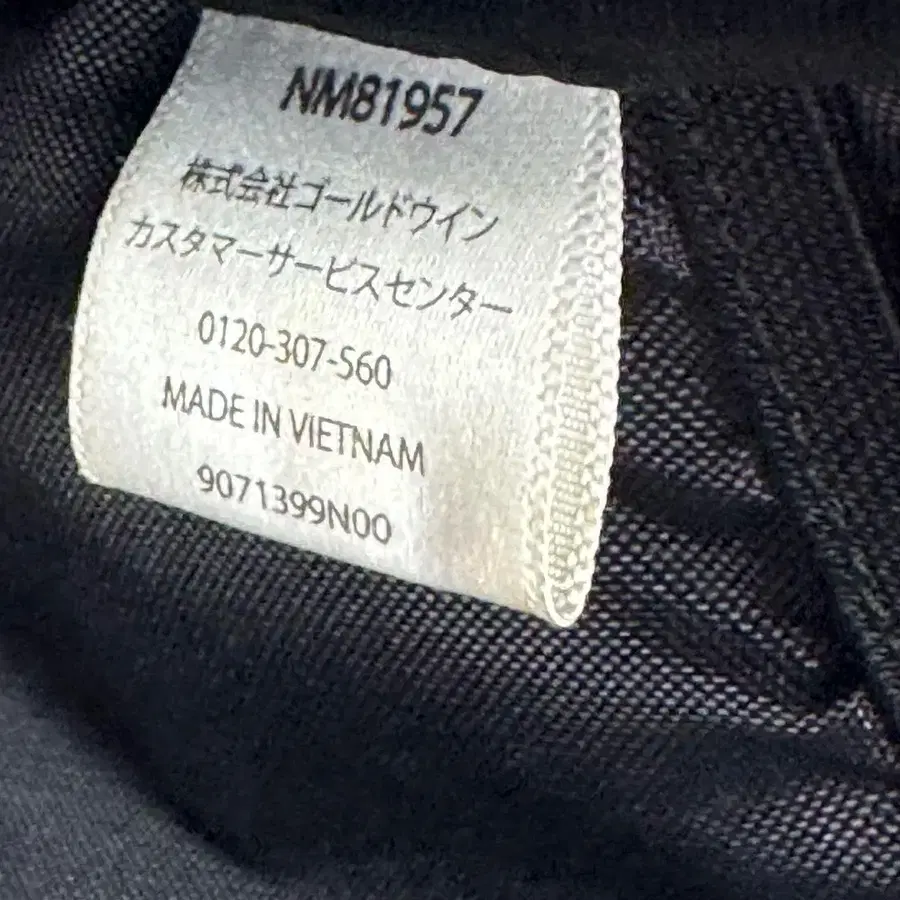 NM81957
株式会社ゴールドウイン
カスタマーサービスセンター
0120-307-560
MADE IN VIETNAM
9071399N00